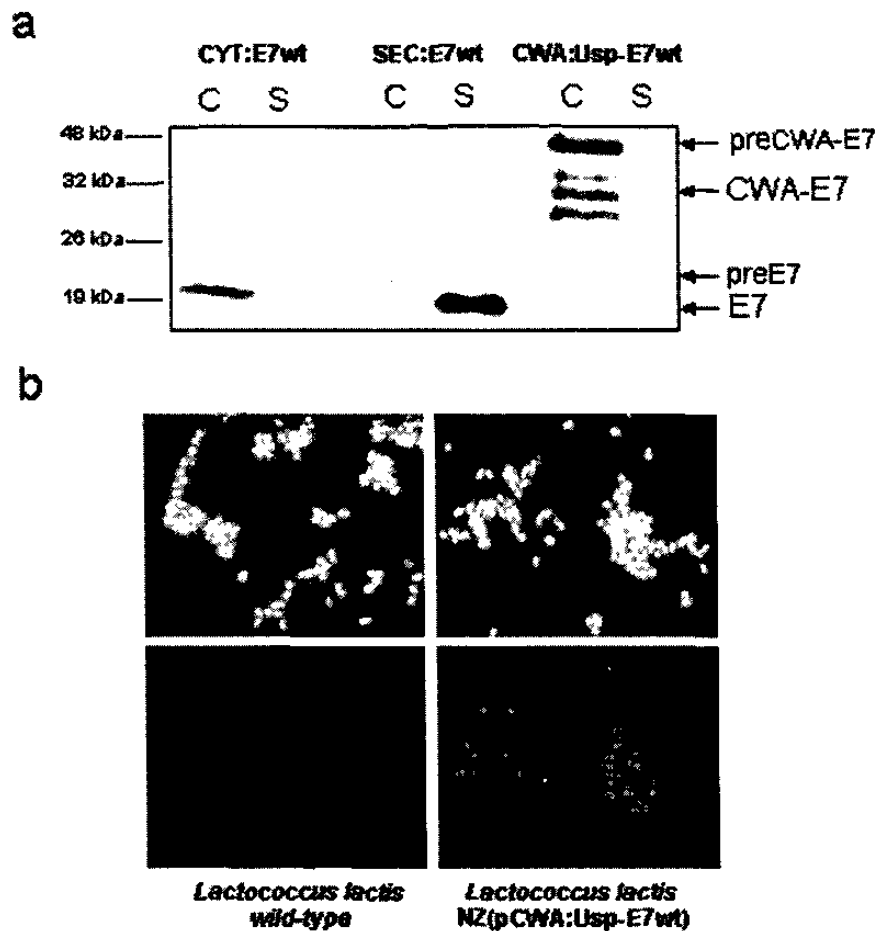 a
CYT:E7wt SEC:E7wt CWA:Usp-E7wt
C S C S C S
48 kDa
32 kDa
26 kDa
19 kDa
preCWA-E7
CWA-E7
preE7
E7
b
Lactococcus lactis
wild-type
Lactococcus lactis
NZ(pCWA:Usp-E7wt)